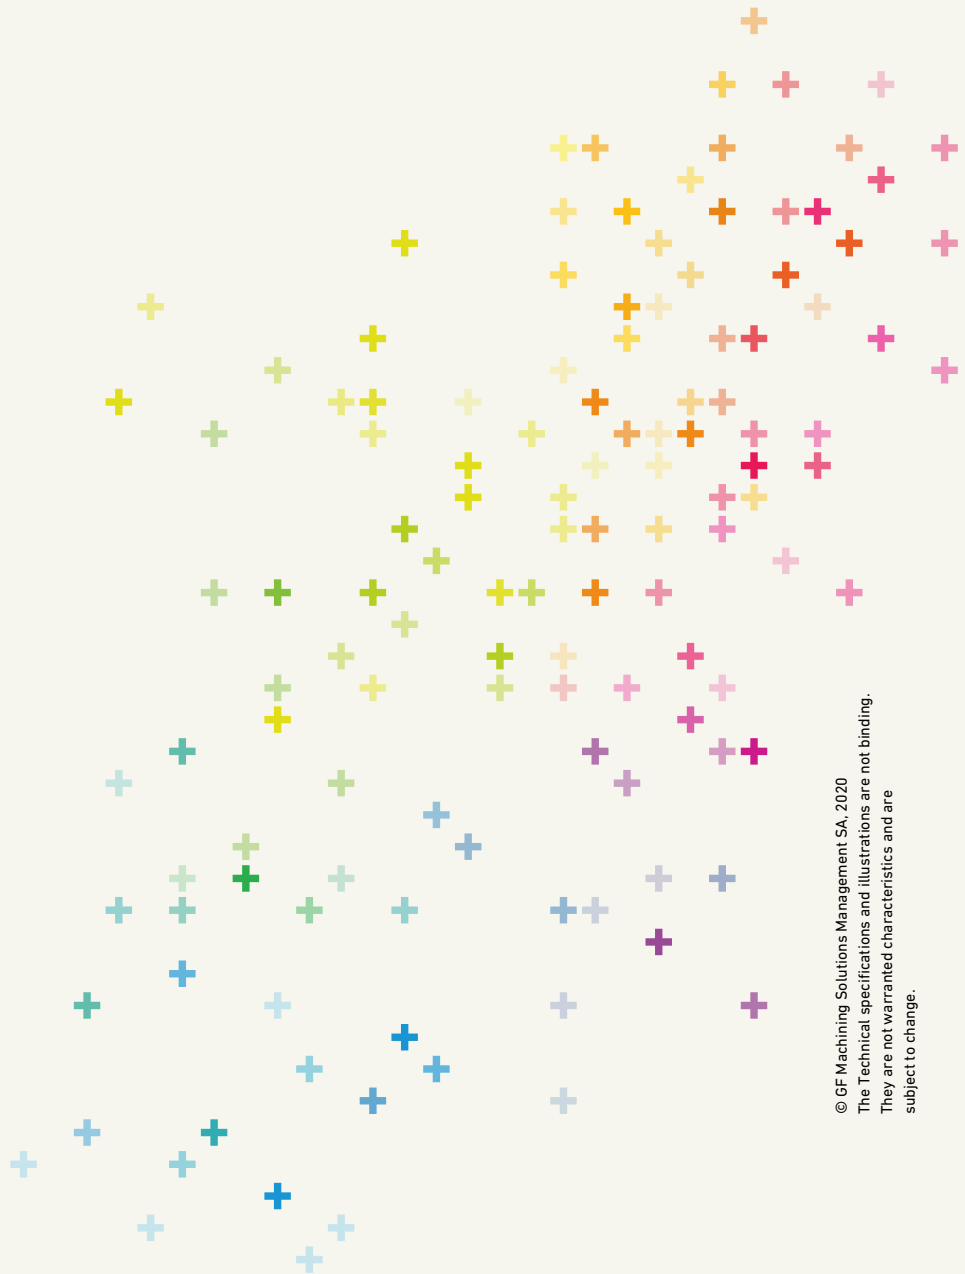 © GF Machining Solutions Management SA, 2020
The Technical specifications and illustrations are not binding.
They are not warranted characteristics and are
subject to change.